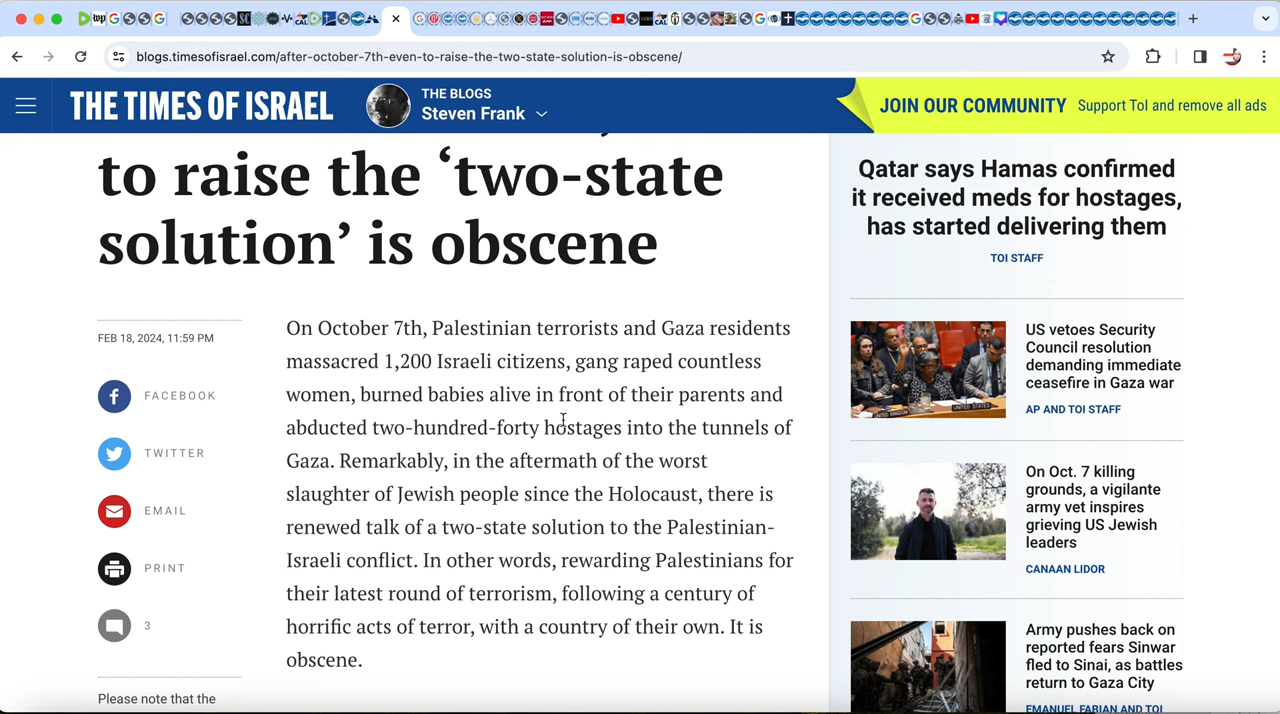 blogs.timesofisrael.com/after-october-7th-even-to-raise-the-two-state-solution-is-obscene/
THE TIMES OF ISRAEL
THE BLOGS
Steven Frank
JOIN OUR COMMUNITY Support ToI and remove all ads
to raise the ‘two-state
solution’ is obscene
FEB 18, 2024, 11:59 PM
FACEBOOK
TWITTER
EMAIL
PRINT
3
Please note that the
On October 7th, Palestinian terrorists and Gaza residents
massacred 1,200 Israeli citizens, gang raped countless
women, burned babies alive in front of their parents and
abducted two-hundred-forty hostages into the tunnels of
Gaza. Remarkably, in the aftermath of the worst
slaughter of Jewish people since the Holocaust, there is
renewed talk of a two-state solution to the Palestinian-
Israeli conflict. In other words, rewarding Palestinians for
their latest round of terrorism, following a century of
horrific acts of terror, with a country of their own. It is
obscene.
Qatar says Hamas confirmed
it received meds for hostages,
has started delivering them
TOI STAFF
US vetoes Security
Council resolution
demanding immediate
ceasefire in Gaza war
AP AND TOI STAFF
On Oct. 7 killing
grounds, a vigilante
army vet inspires
grieving US Jewish
leaders
CANAAN LIDOR
Army pushes back on
reported fears Sinwar
fled to Sinai, as battles
return to Gaza City
EMANUEL FABIAN AND TOI